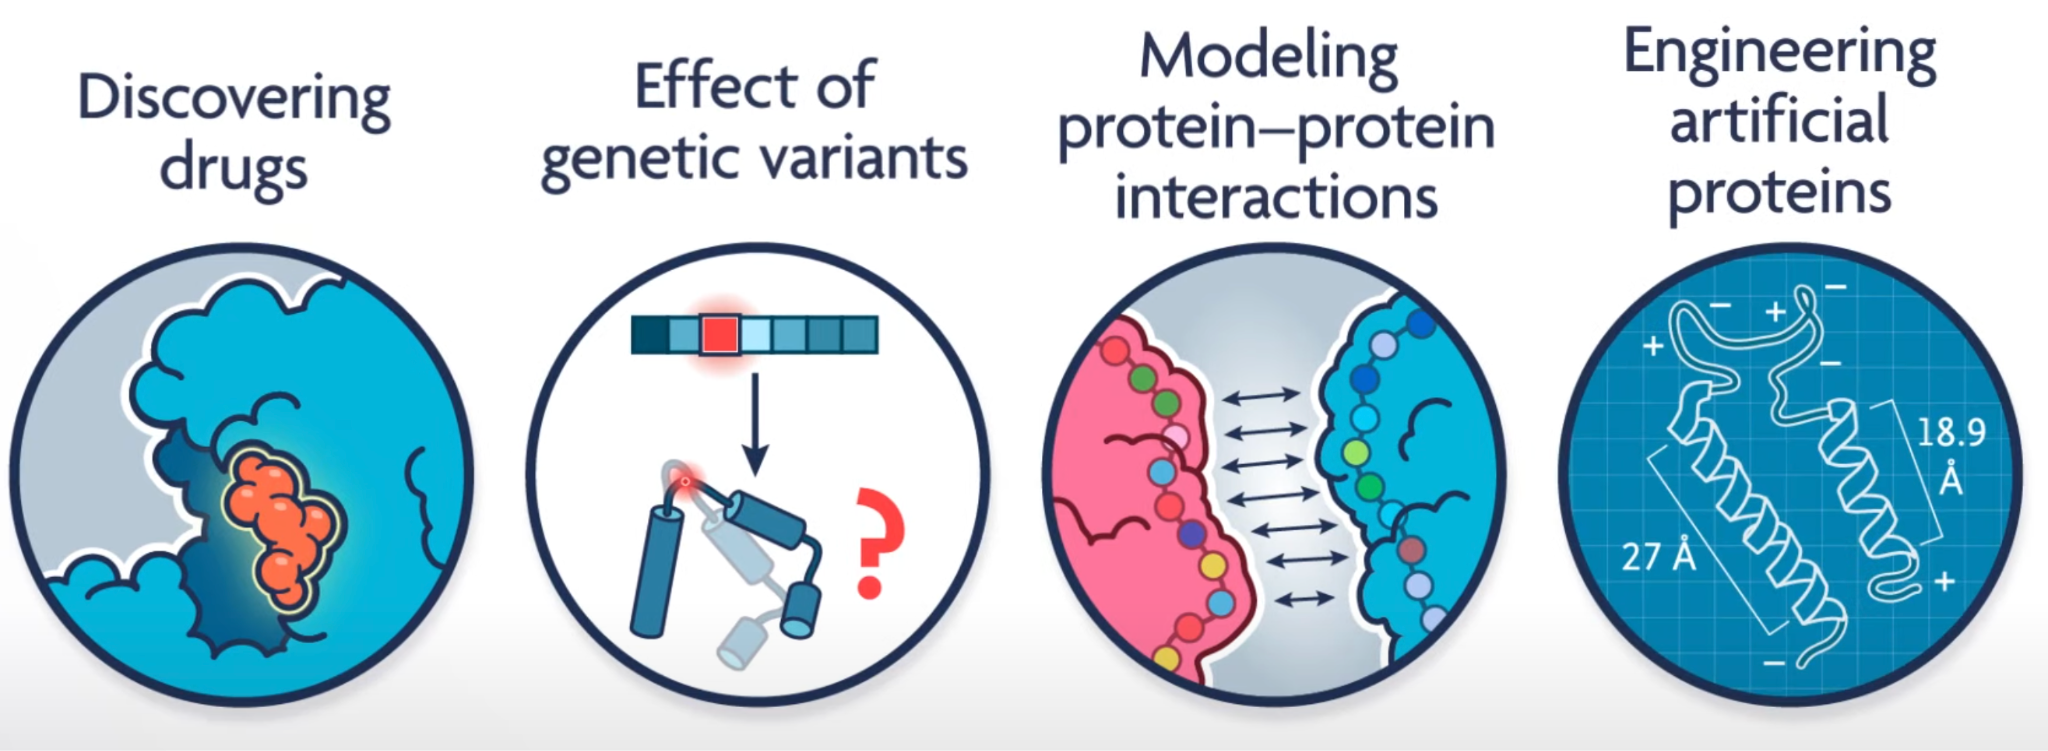 Discovering
drugs
Effect of
genetic variants
?
Modeling
protein–protein
interactions
Engineering
artificial
proteins
− + −
+
−
18.9
Å
27 Å
+
−